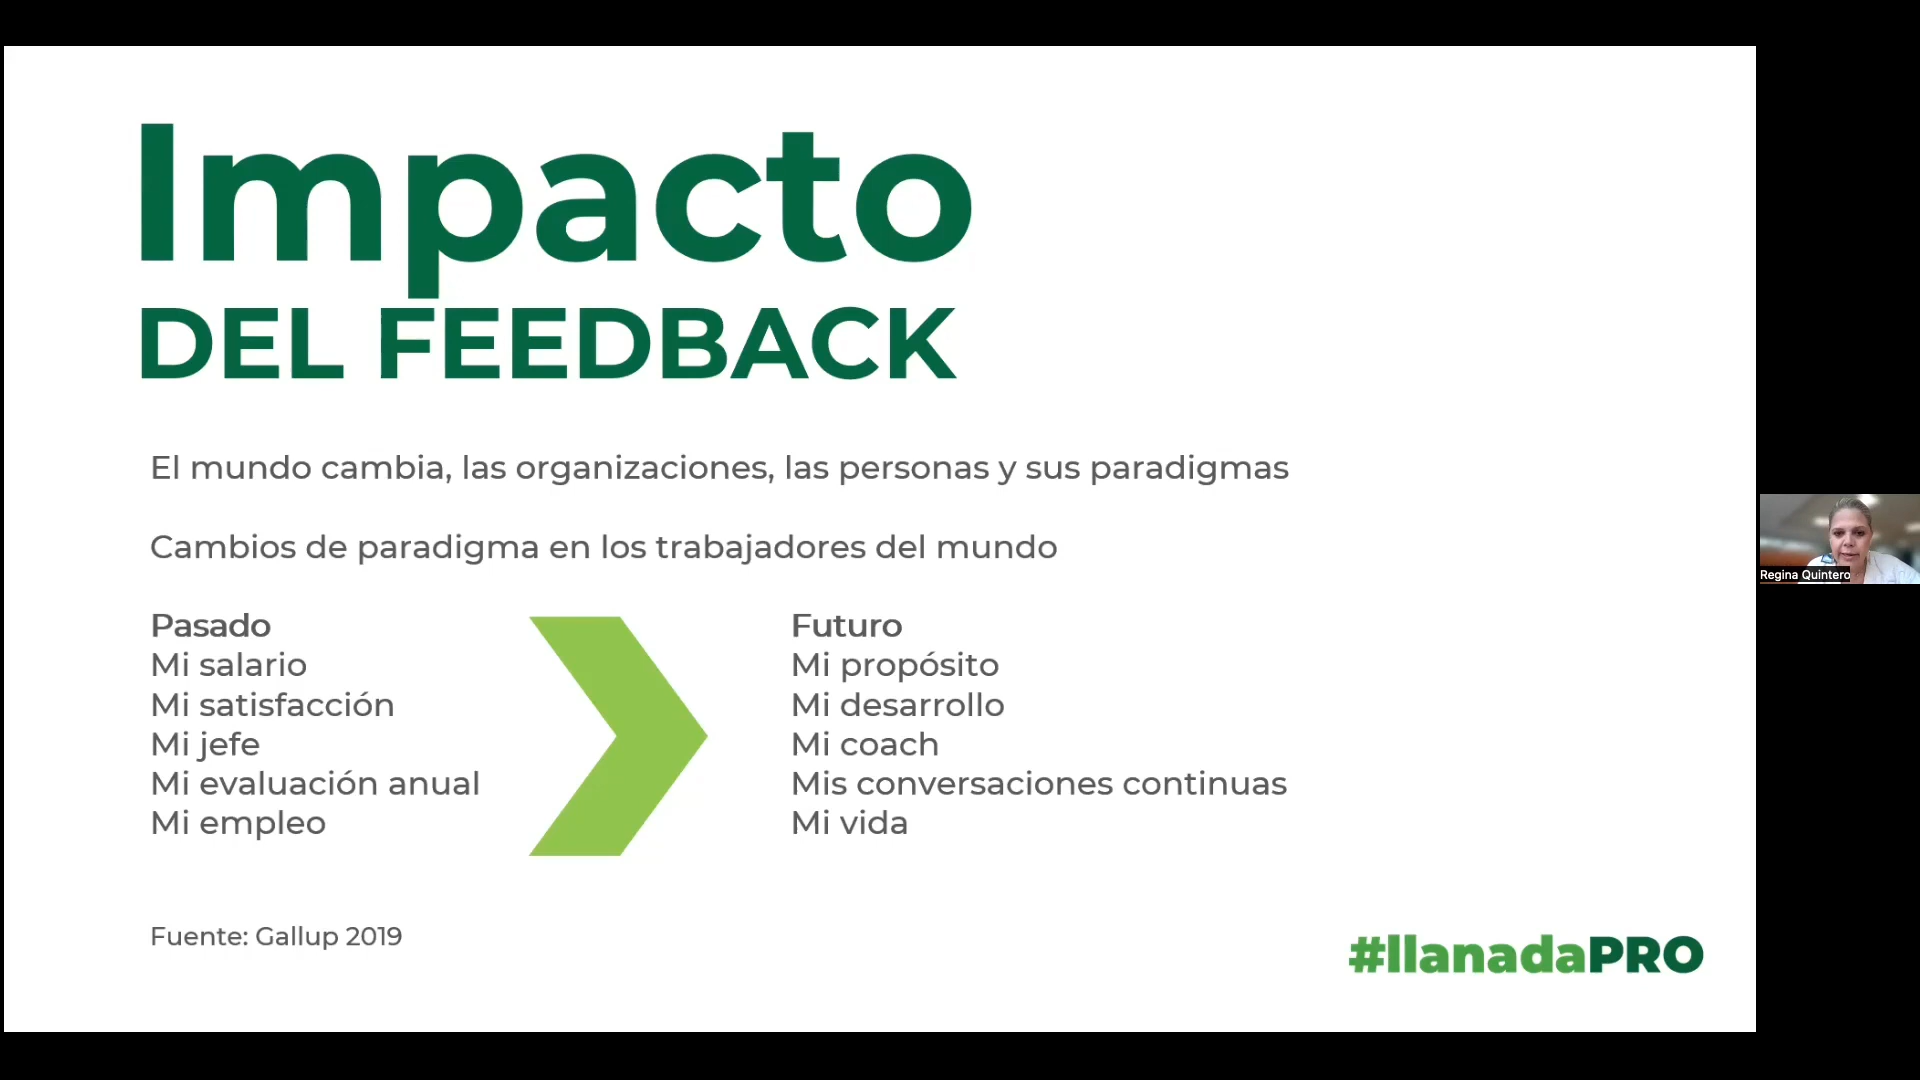 Impacto
DEL FEEDBACK
El mundo cambia, las organizaciones, las personas y sus paradigmas
Cambios de paradigma en los trabajadores del mundo
Pasado
Mi salario
Mi satisfacción
Mi jefe
Mi evaluación anual
Mi empleo
Futuro
Mi propósito
Mi desarrollo
Mi coach
Mis conversaciones continuas
Mi vida
Fuente: Gallup 2019
#llanadaPRO
Regina Quintero